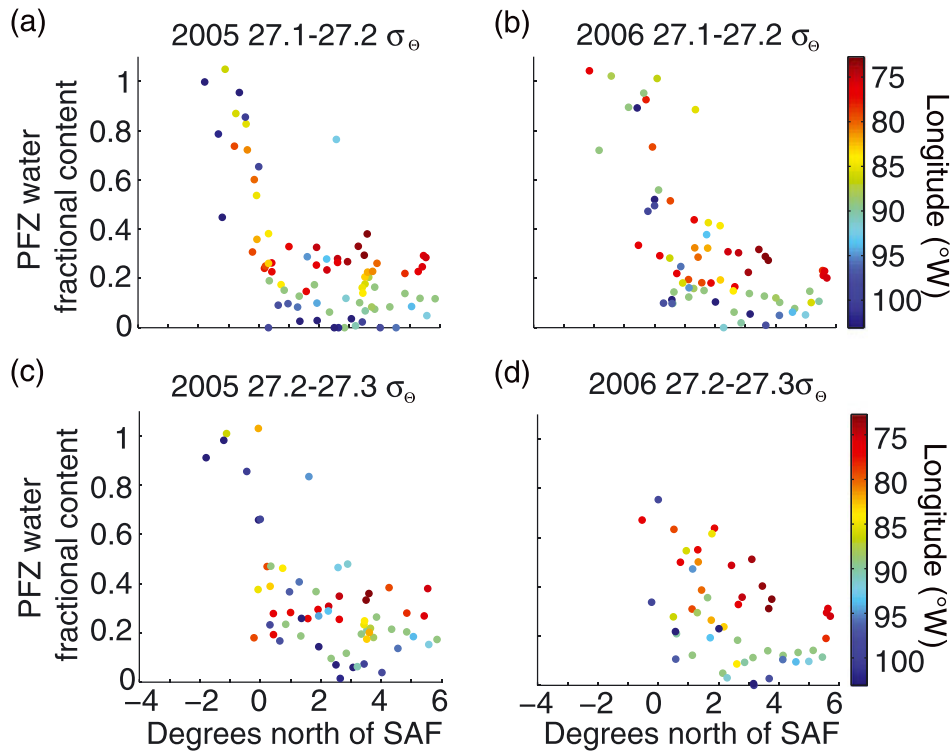 (a)
2005 27.1-27.2 σΘ
(b)
2006 27.1-27.2 σΘ
PFZ water
fractional content
1
0.8
0.6
0.4
0.2
0
75
80
85
90
95
100
Longitude (°W)
(c)
2005 27.2-27.3 σΘ
(d)
2006 27.2-27.3σΘ
PFZ water
fractional content
1
0.8
0.6
0.4
0.2
0
75
80
85
90
95
100
Longitude (°W)
−4 −2 0 2 4 6
−4 −2 0 2 4 6
Degrees north of SAF
Degrees north of SAF